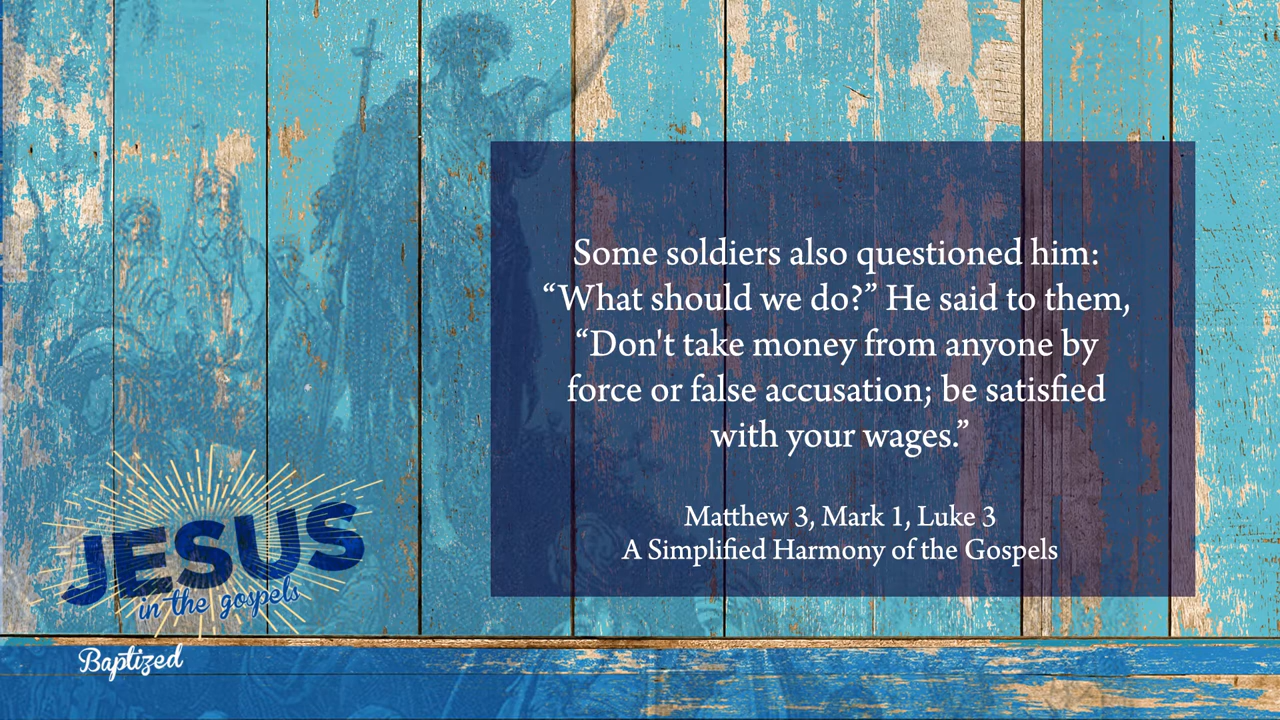 Some soldiers also questioned him:
“What should we do?” He said to them,
“Don't take money from anyone by
force or false accusation; be satisfied
with your wages.”
Matthew 3, Mark 1, Luke 3
A Simplified Harmony of the Gospels
JESUS
in the gospels
Baptized